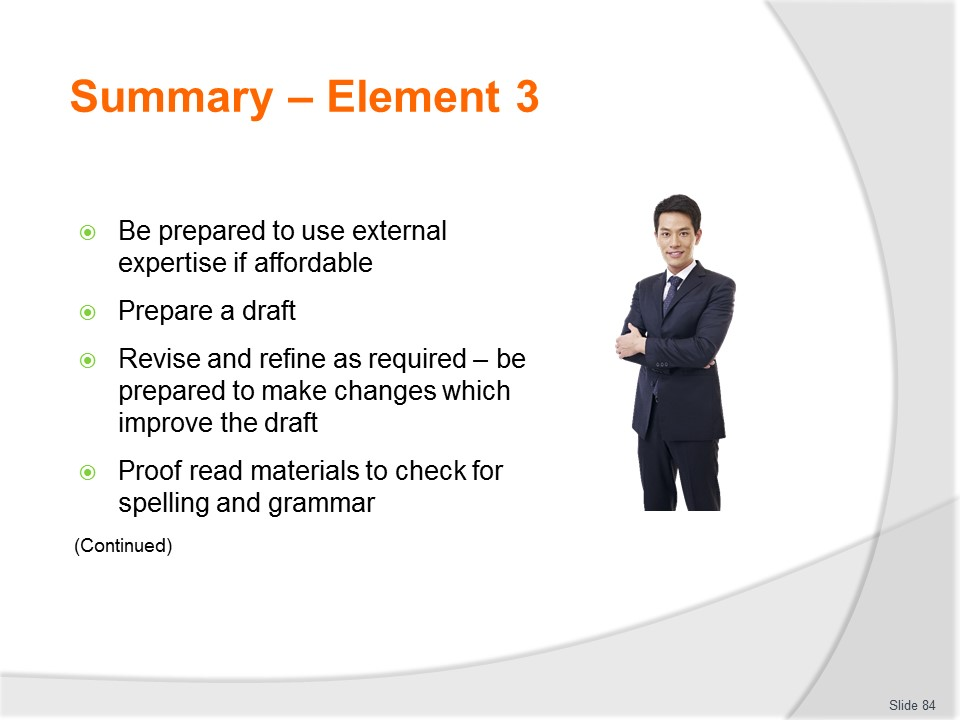 Summary – Element 3
Be prepared to use external
expertise if affordable
Prepare a draft
Revise and refine as required – be
prepared to make changes which
improve the draft
Proof read materials to check for
spelling and grammar
(Continued)
Slide 84